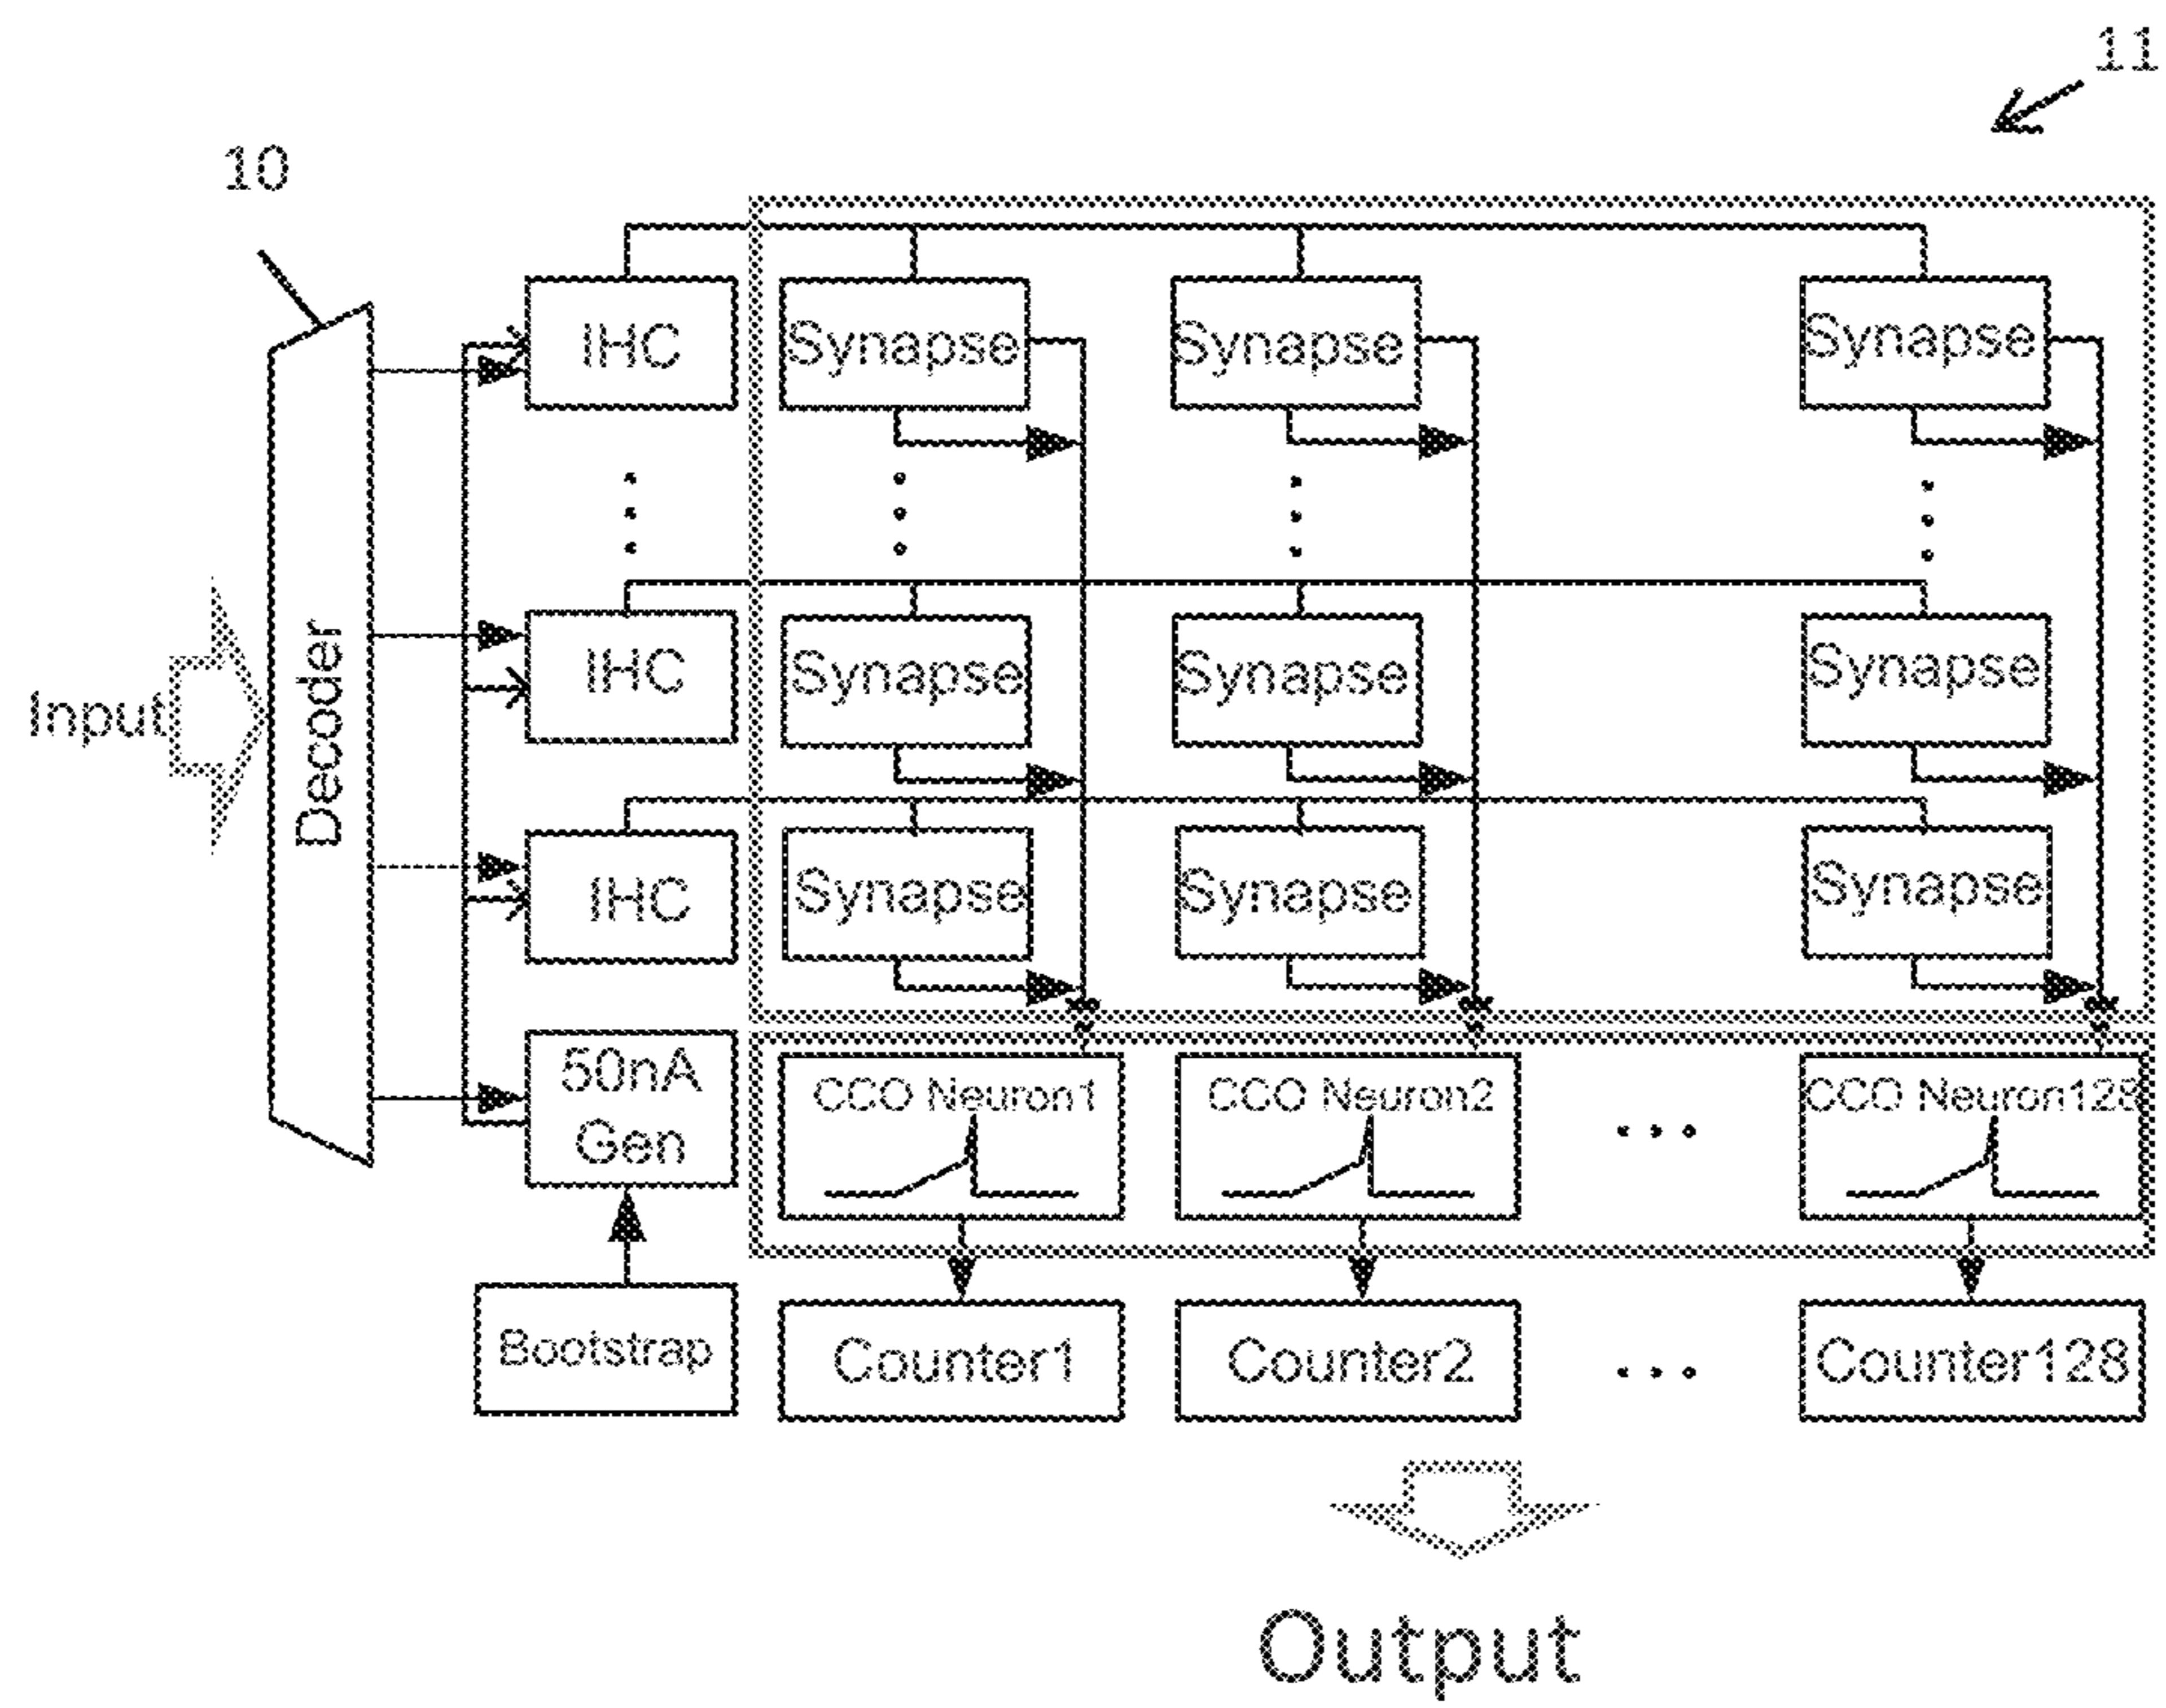 11
10
IHC
Synapse
Synapse
Synapse
IHC
Synapse
Synapse
Synapse
Input
Decoder
IHC
Synapse
Synapse
Synapse
50nA
Gen
CCO Neuron1
CCO Neuron2
...
CCO Neuron128
Bootstrap
Counter1
Counter2
...
Counter128
Output